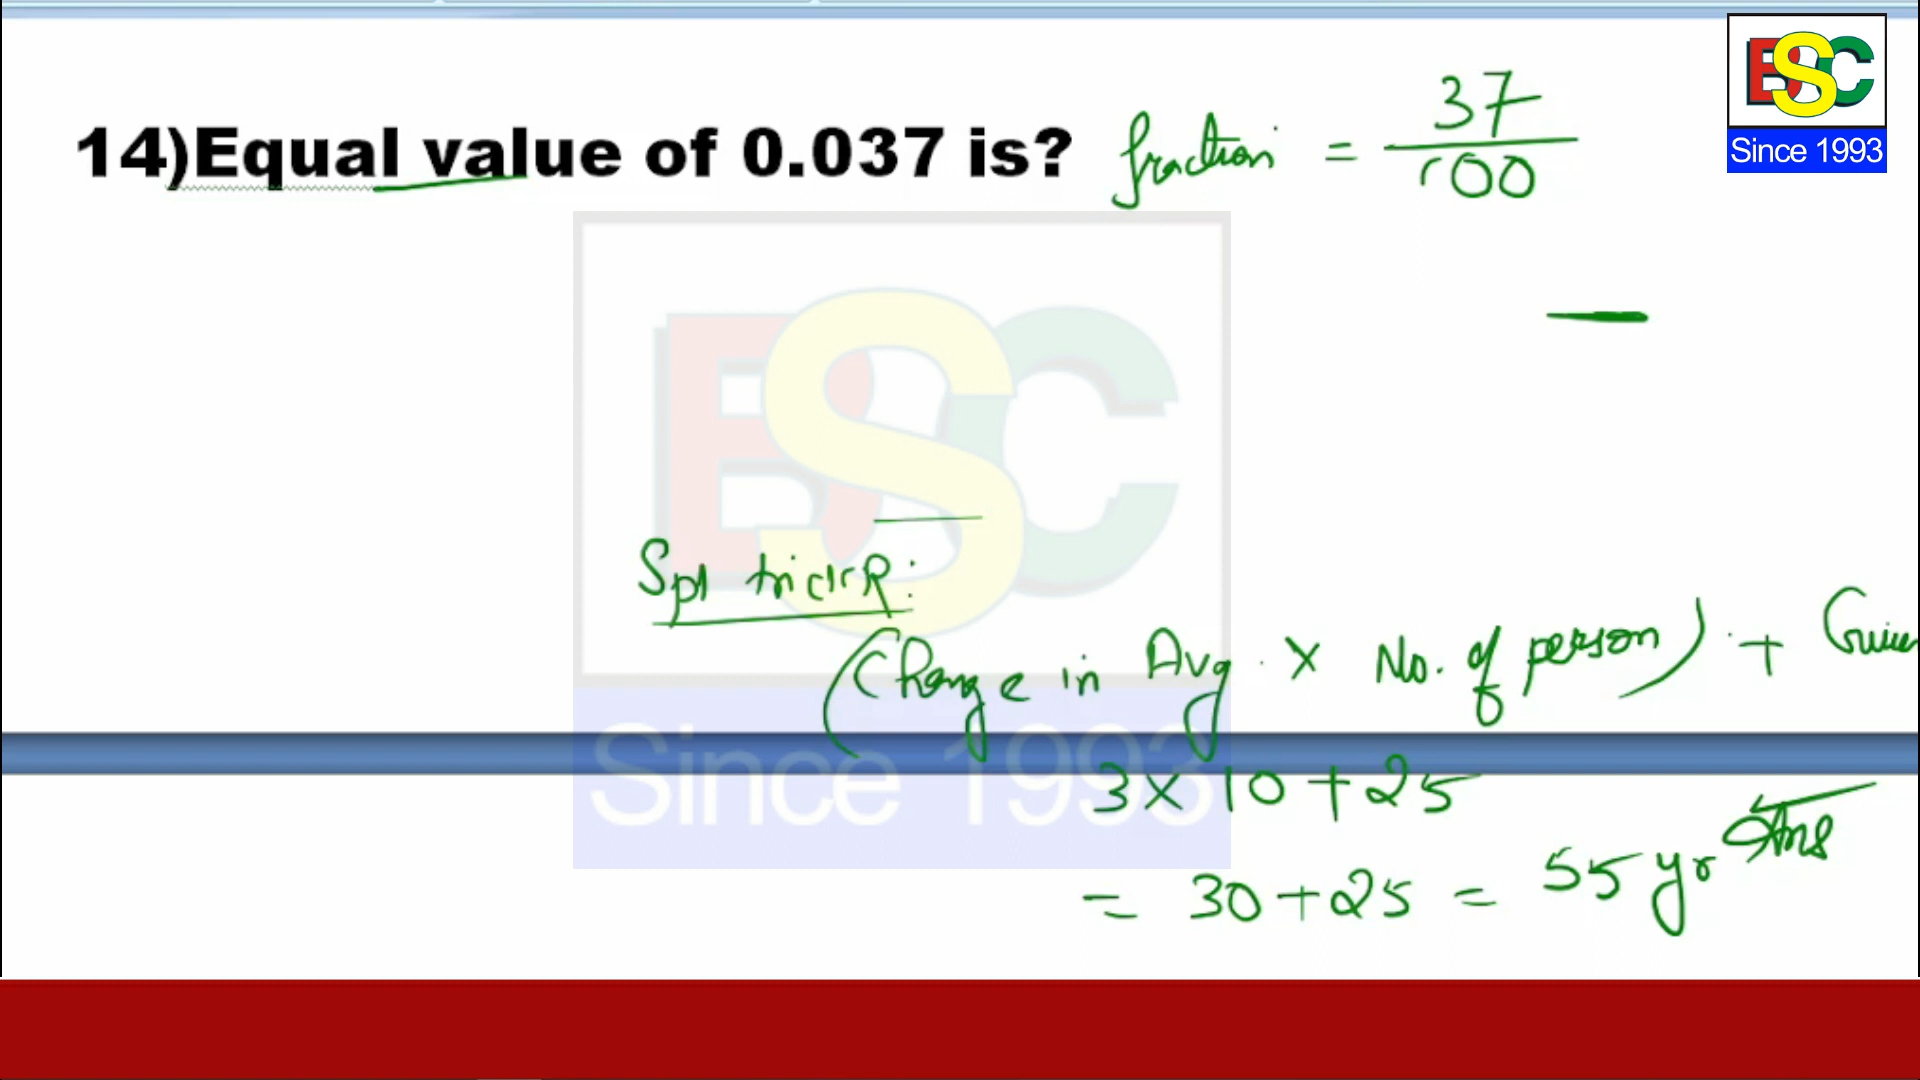 BSC
Since 1993
14)Equal value of 0.037 is? fraction = 37/100
BSC
Since 1993
Spl trick:
(Change in Avg. × No. of person) +
3 × 10 + 25
= 30 + 25 = 55 yr Ans